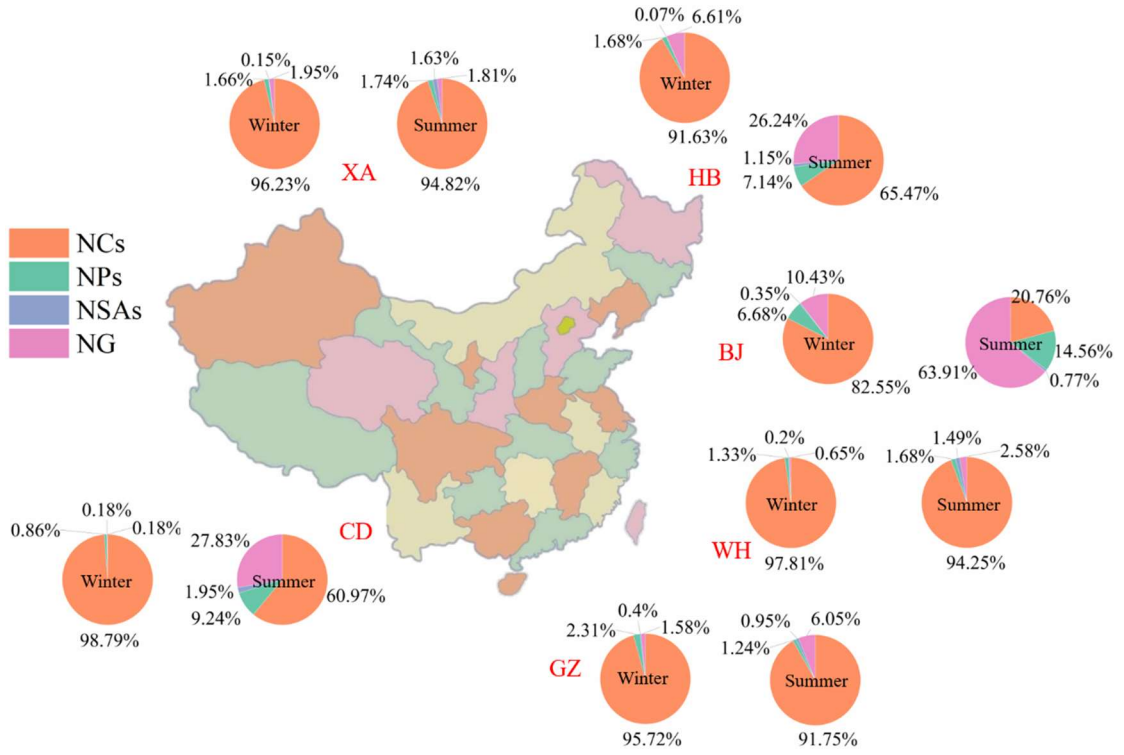 0.07%
6.61%
1.68%
Winter
91.63%
26.24%
1.15%
7.14%
Summer
65.47%
HB
0.15%
1.66%
1.95%
Winter
96.23%
1.63%
1.74%
1.81%
Summer
94.82%
XA
NCs
NPs
NSAs
NG
10.43%
0.35%
6.68%
Winter
82.55%
20.76%
14.56%
0.77%
63.91%
Summer
BJ
0.2%
1.33%
0.65%
Winter
97.81%
1.49%
1.68%
2.58%
Summer
94.25%
WH
0.18%
0.86%
0.18%
Winter
98.79%
27.83%
1.95%
9.24%
Summer
60.97%
CD
0.4%
2.31%
1.58%
Winter
95.72%
0.95%
6.05%
1.24%
Summer
91.75%
GZ